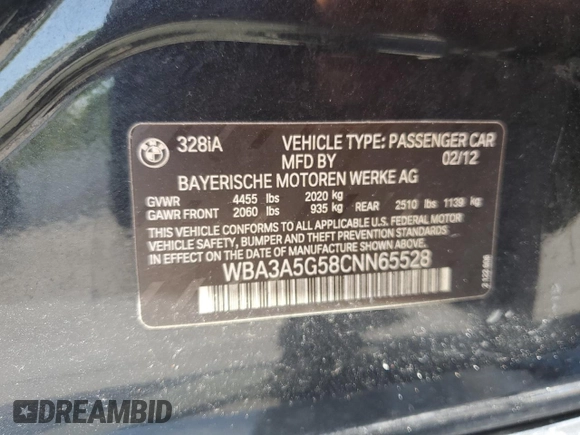 328iA VEHICLE TYPE: PASSENGER CAR
MFD BY 02/12
BAYERISCHE MOTOREN WERKE AG
GVWR 4455 lbs 2020 kg
GAWR FRONT 2060 lbs 935 kg REAR 2510 lbs 1139 kg
THIS VEHICLE CONFORMS TO ALL APPLICABLE U.S. FEDERAL MOTOR
VEHICLE SAFETY, BUMPER, AND THEFT PREVENTION STANDARDS
IN EFFECT ON THE DATE OF MANUFACTURE SHOWN ABOVE.
WBA3A5G58CNN65528
DREAMBID